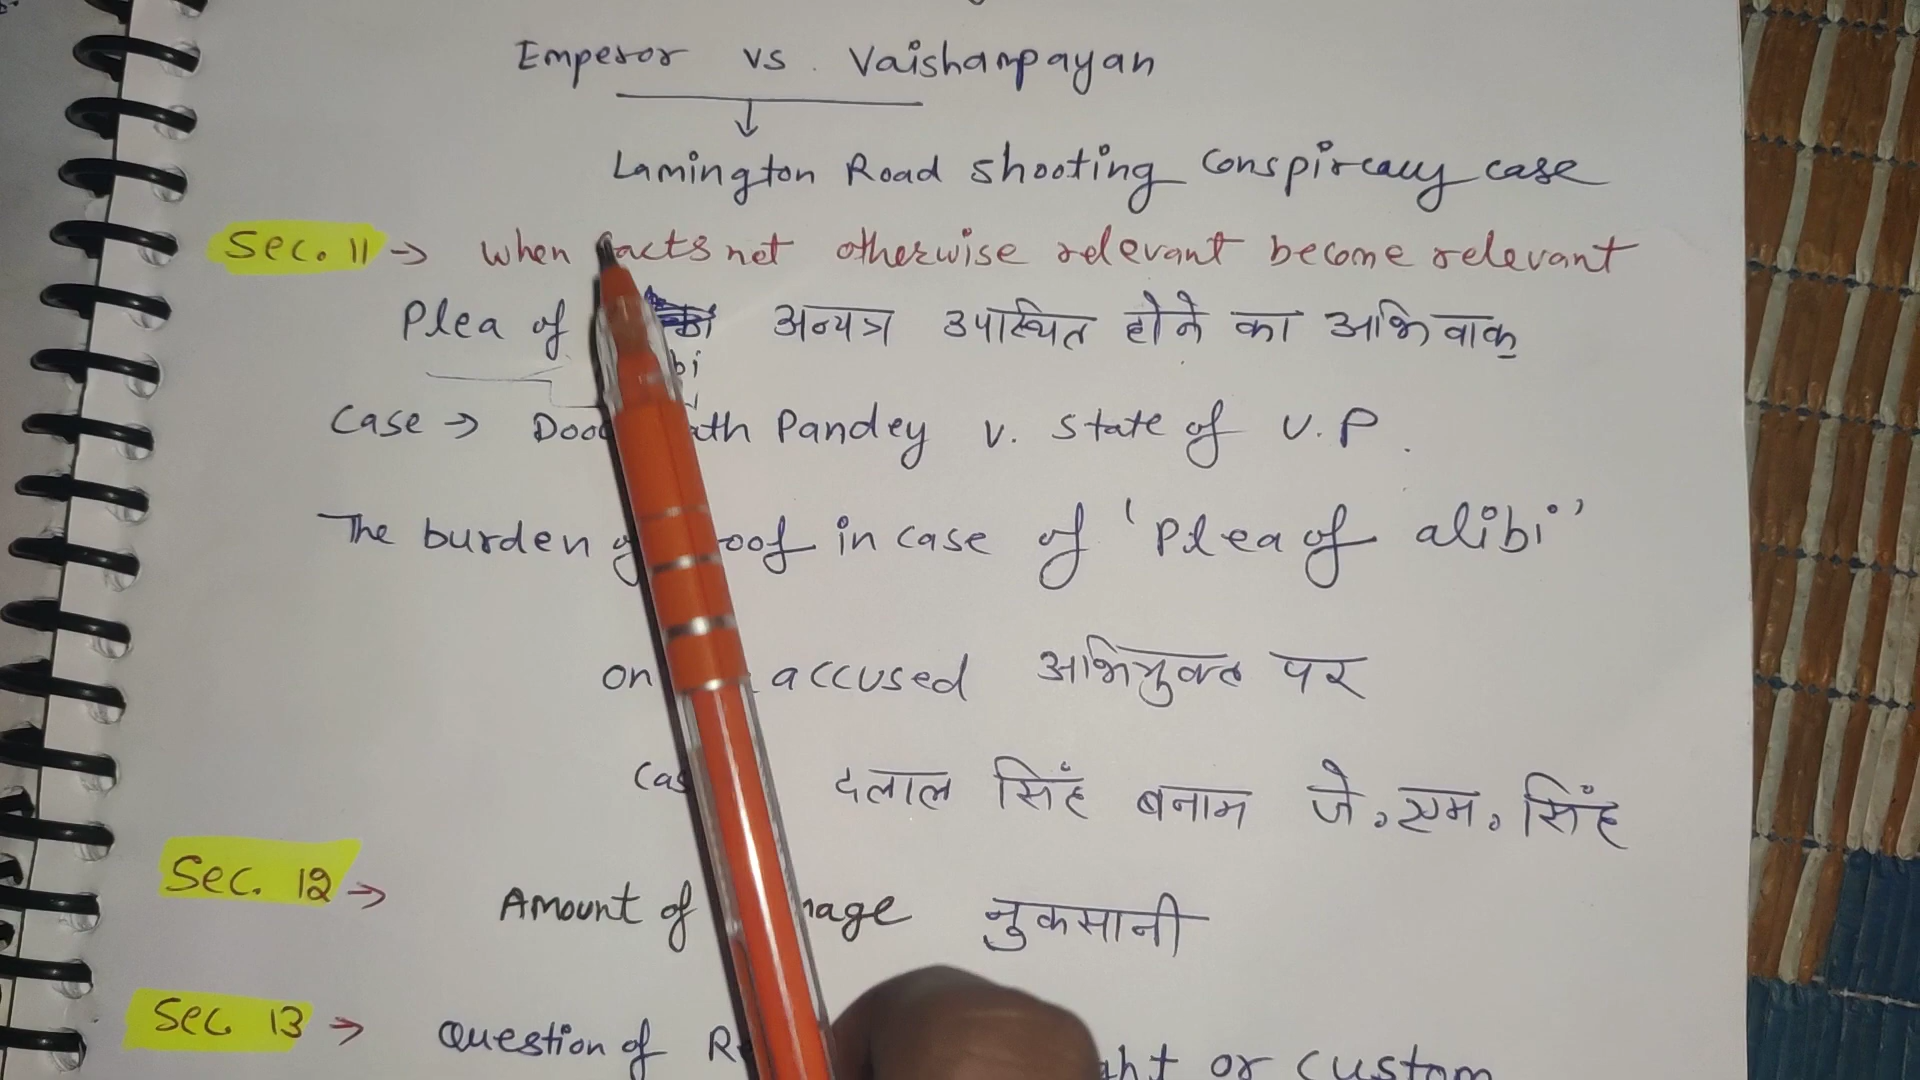 Emperor vs. Vaishampayan
Lamington Road shooting Conspiracy case
Sec. 11 → when facts not otherwise relevant become relevant
Plea of अन्यत्र उपस्थित होने का अभिवाक्
Case → Pandey v. State of U.P.
The burden in case of 'Plea of alibi'
on accused अभियुक्त पर
दलाल सिंह बनाम जे.एम. सिंह
Sec. 12 → Amount of नुकसानी
Sec. 13 → Question of or custom